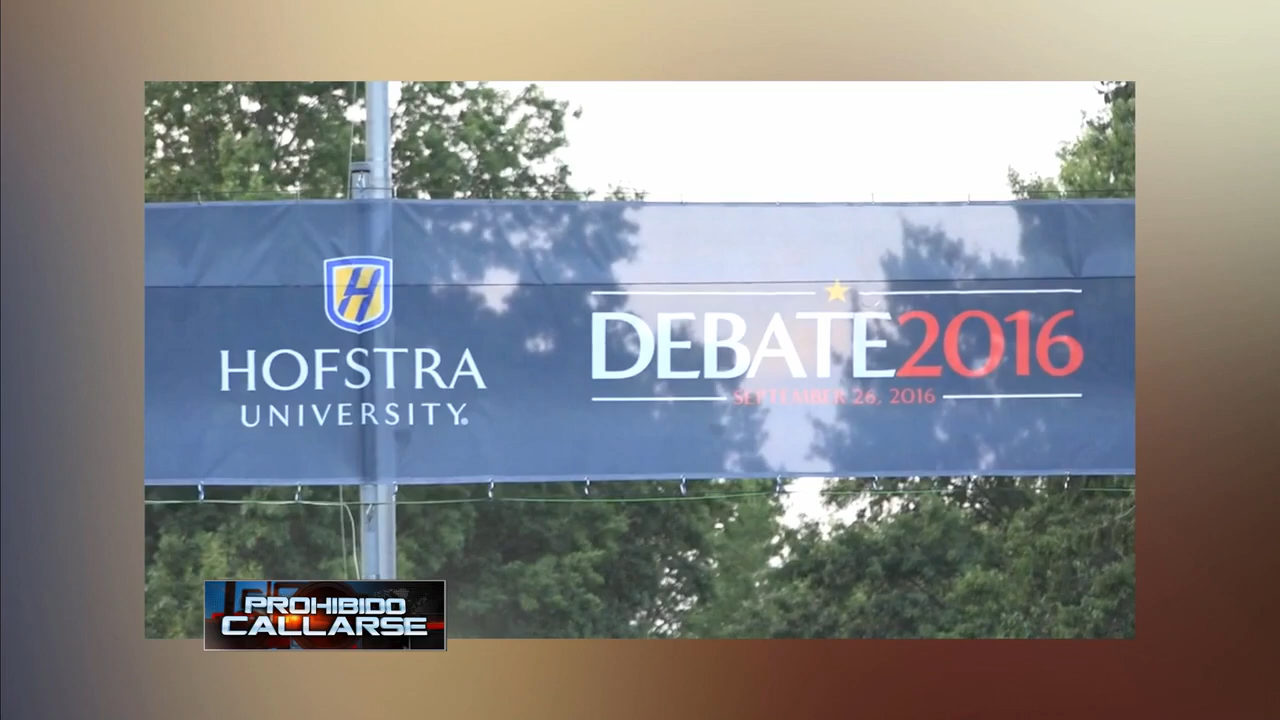 H
HOFSTRA
UNIVERSITY®
DEBATE2016
SEPTEMBER 26, 2016
PROHIBIDO
CALLARSE